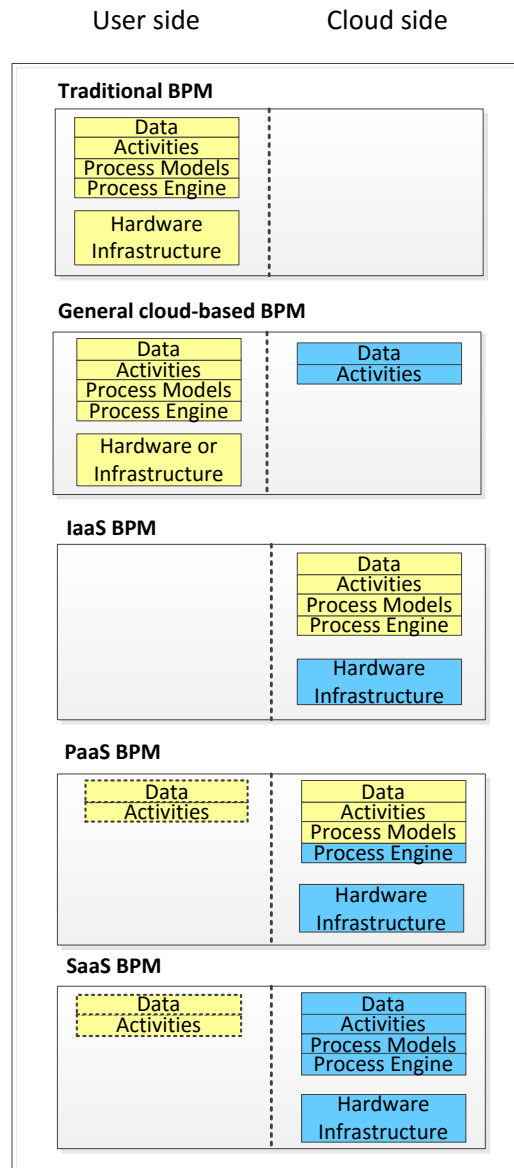 User side
Cloud side
Traditional BPM
Data
Activities
Process Models
Process Engine
Hardware
Infrastructure
General cloud-based BPM
Data
Activities
Process Models
Process Engine
Hardware or
Infrastructure
Data
Activities
IaaS BPM
Data
Activities
Process Models
Process Engine
Hardware
Infrastructure
PaaS BPM
Data
Activities
Data
Activities
Process Models
Process Engine
Hardware
Infrastructure
SaaS BPM
Data
Activities
Data
Activities
Process Models
Process Engine
Hardware
Infrastructure